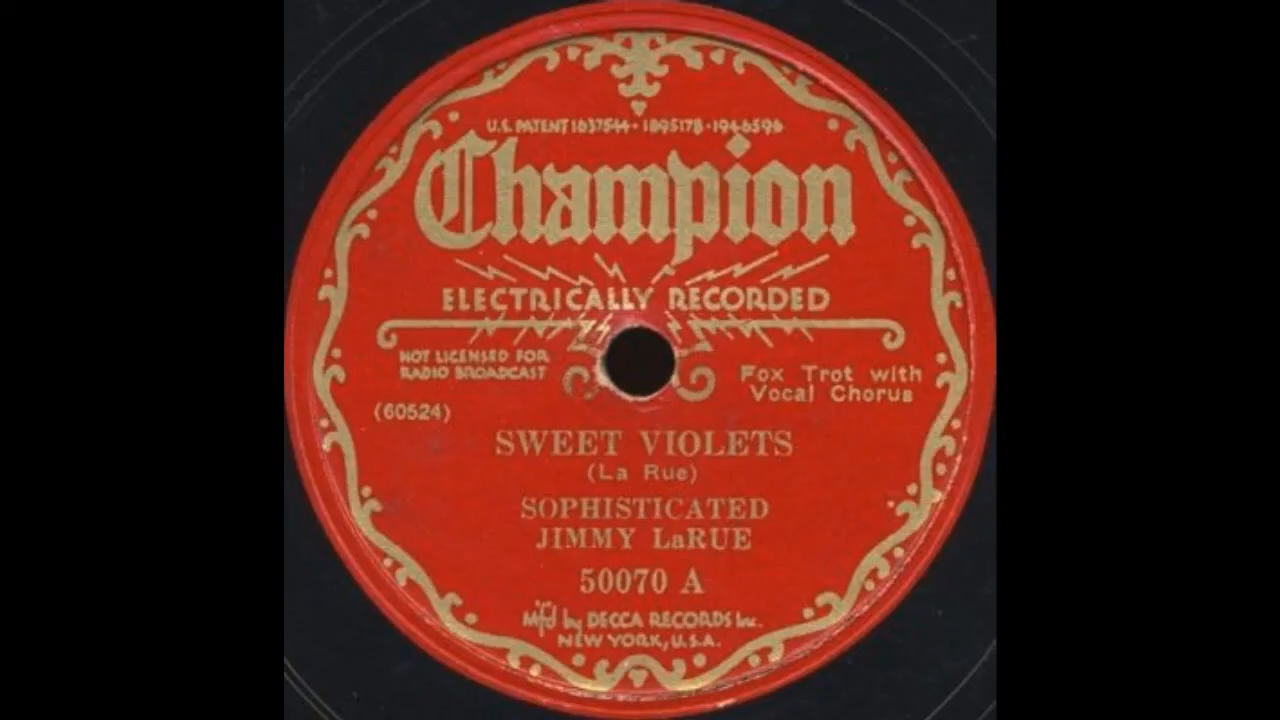 U.S. PATENT 1637544 · 1895178 · 1946596
Champion
ELECTRICALLY RECORDED
NOT LICENSED FOR
RADIO BROADCAST
Fox Trot with
Vocal Chorus
(60524)
SWEET VIOLETS
(La Rue)
SOPHISTICATED
JIMMY LaRUE
50070 A
M'f'd by DECCA RECORDS Inc.
NEW YORK, U.S.A.